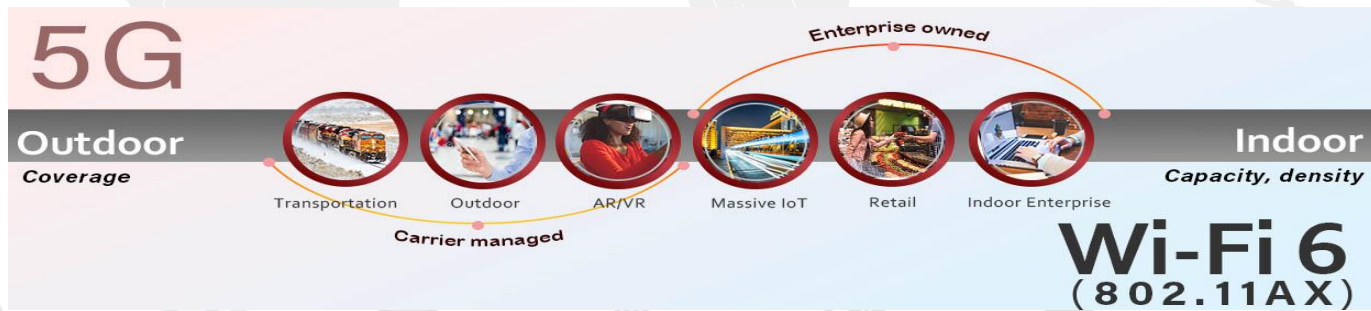 5G
Enterprise owned
Outdoor
Indoor
Coverage
Capacity, density
Transportation
Outdoor
AR/VR
Massive IoT
Retail
Indoor Enterprise
Carrier managed
Wi-Fi 6
(802.11AX)